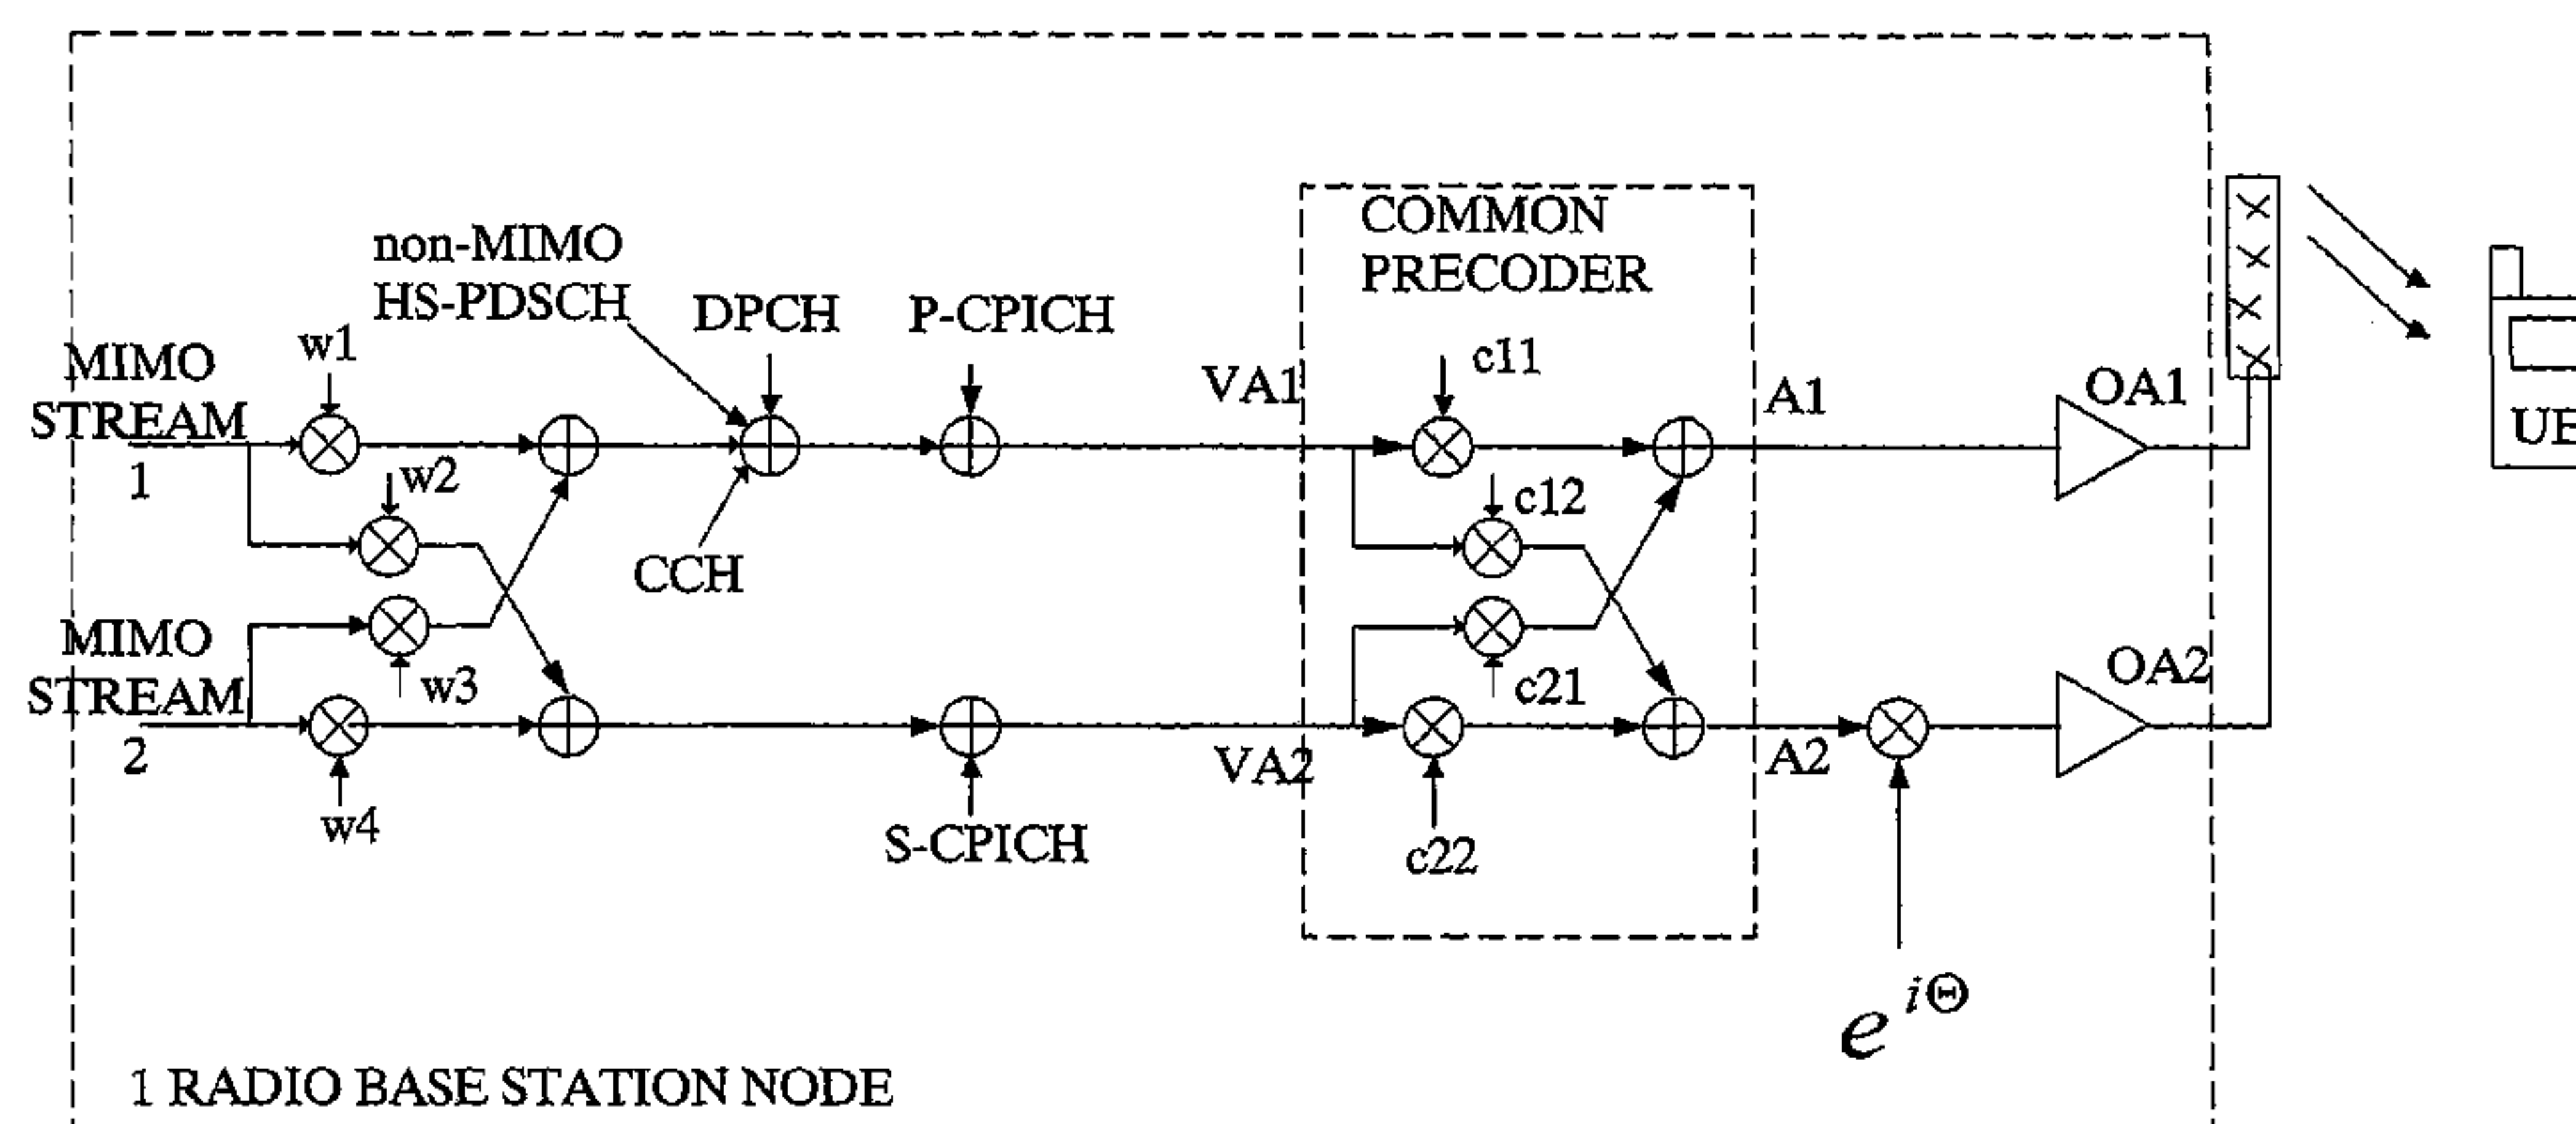 COMMON
PRECODER
non-MIMO
HS-PDSCH
DPCH
P-CPICH
w1
MIMO
STREAM
1
w2
CCH
VA1
c11
A1
OA1
UE
c12
MIMO
STREAM
2
w3
w4
S-CPICH
VA2
c21
c22
A2
OA2
e^{iΘ}
1 RADIO BASE STATION NODE